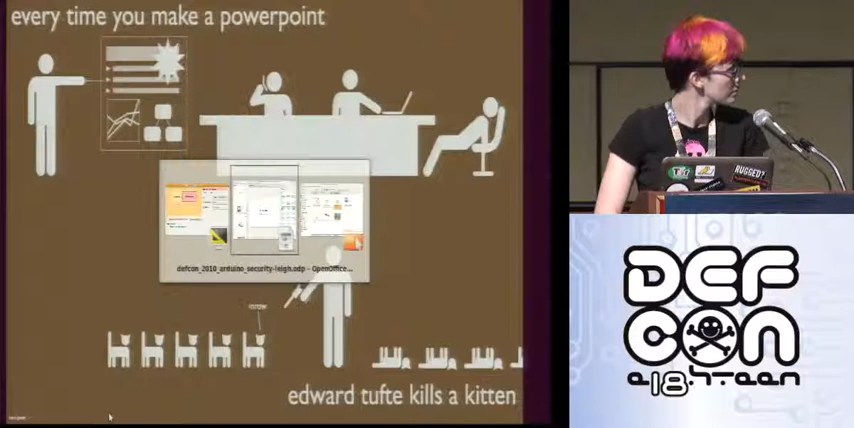 every time you make a powerpoint
defcon_2010_arduino_security-leigh.odp - OpenOffice...
edward tufte kills a kitten
RUGGED?
DEF
CON
e18hteen